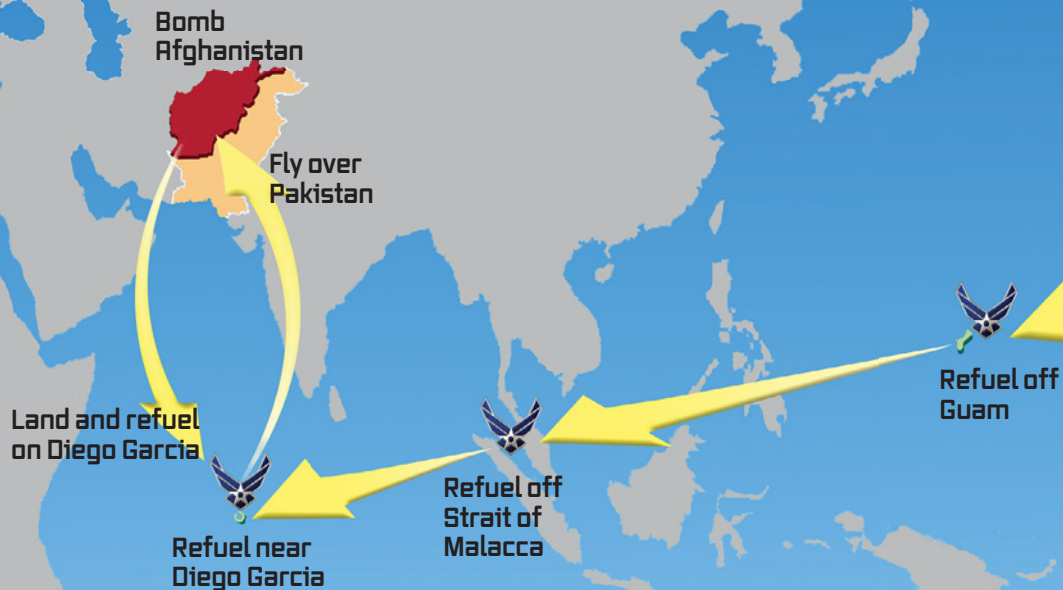 Bomb
Afghanistan
Fly over
Pakistan
Refuel off
Guam
Land and refuel
on Diego Garcia
Refuel off
Strait of
Malacca
Refuel near
Diego Garcia